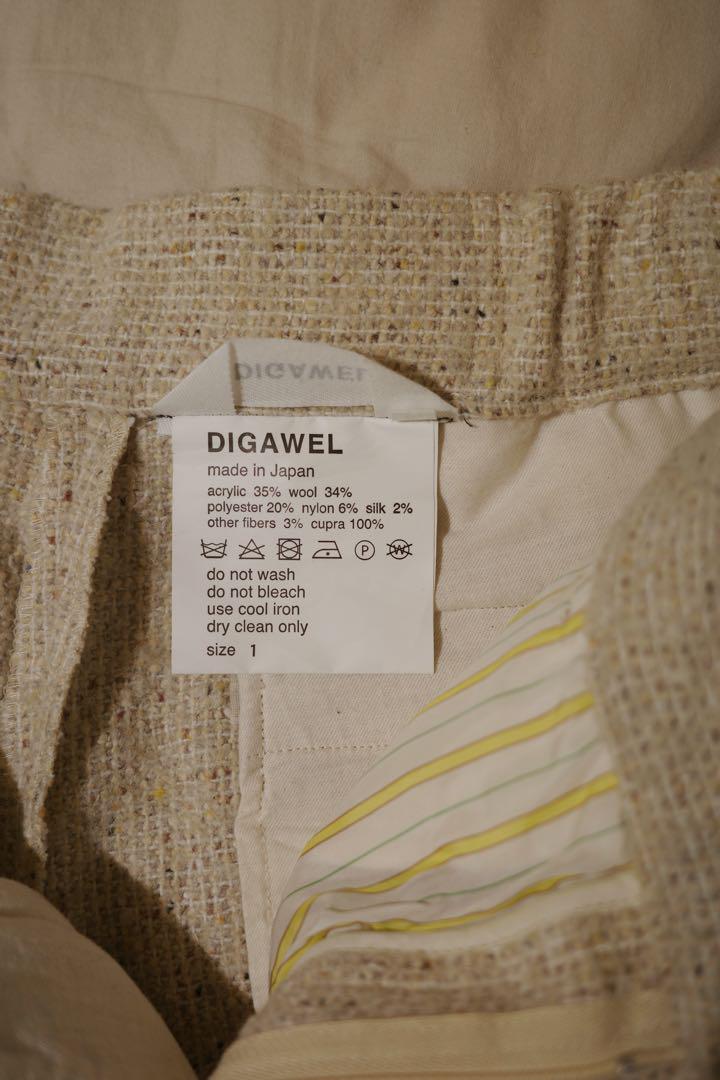 DIGAWEL
DIGAWEL
made in Japan
acrylic 35% wool 34%
polyester 20% nylon 6% silk 2%
other fibers 3% cupra 100%
P
W
do not wash
do not bleach
use cool iron
dry clean only
size 1